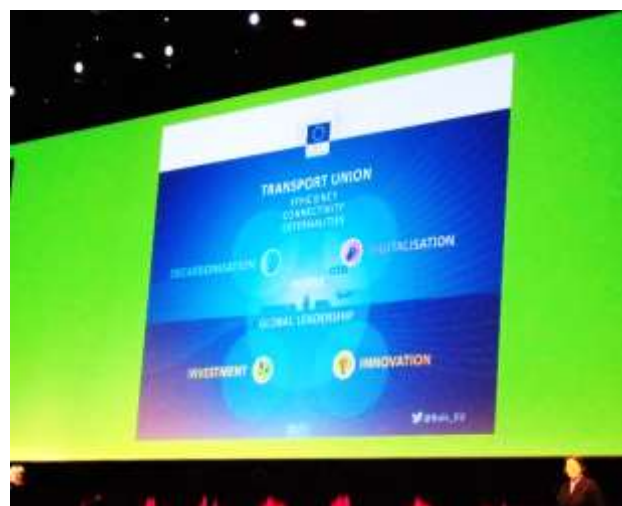 TRANSPORT UNION
EFFICIENCY
CONNECTIVITY
EXTERNALITIES
DECARBONISATION
DIGITALISATION
GLOBAL LEADERSHIP
INVESTMENT
INNOVATION